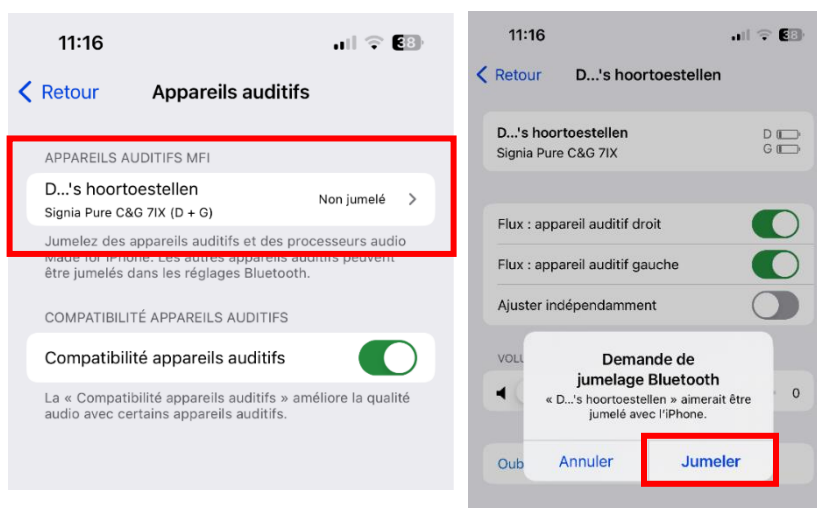 11:16
38
Retour
Appareils auditifs
APPAREILS AUDITIFS MFI
D...'s hoortoestellen
Signia Pure C&G 7IX (D + G)
Non jumelé
Jumelez des appareils auditifs et des processeurs audio
Made for iPhone. Les autres appareils auditifs peuvent
être jumelés dans les réglages Bluetooth.
COMPATIBILITÉ APPAREILS AUDITIFS
Compatibilité appareils auditifs
La « Compatibilité appareils auditifs » améliore la qualité
audio avec certains appareils auditifs.
11:16
38
Retour
D...'s hoortoestellen
D...'s hoortoestellen
Signia Pure C&G 7IX
D
G
Flux : appareil auditif droit
Flux : appareil auditif gauche
Ajuster indépendamment
VOLU
0
Demande de
jumelage Bluetooth
« D...'s hoortoestellen » aimerait être
jumelé avec l'iPhone.
Oub
Annuler
Jumeler